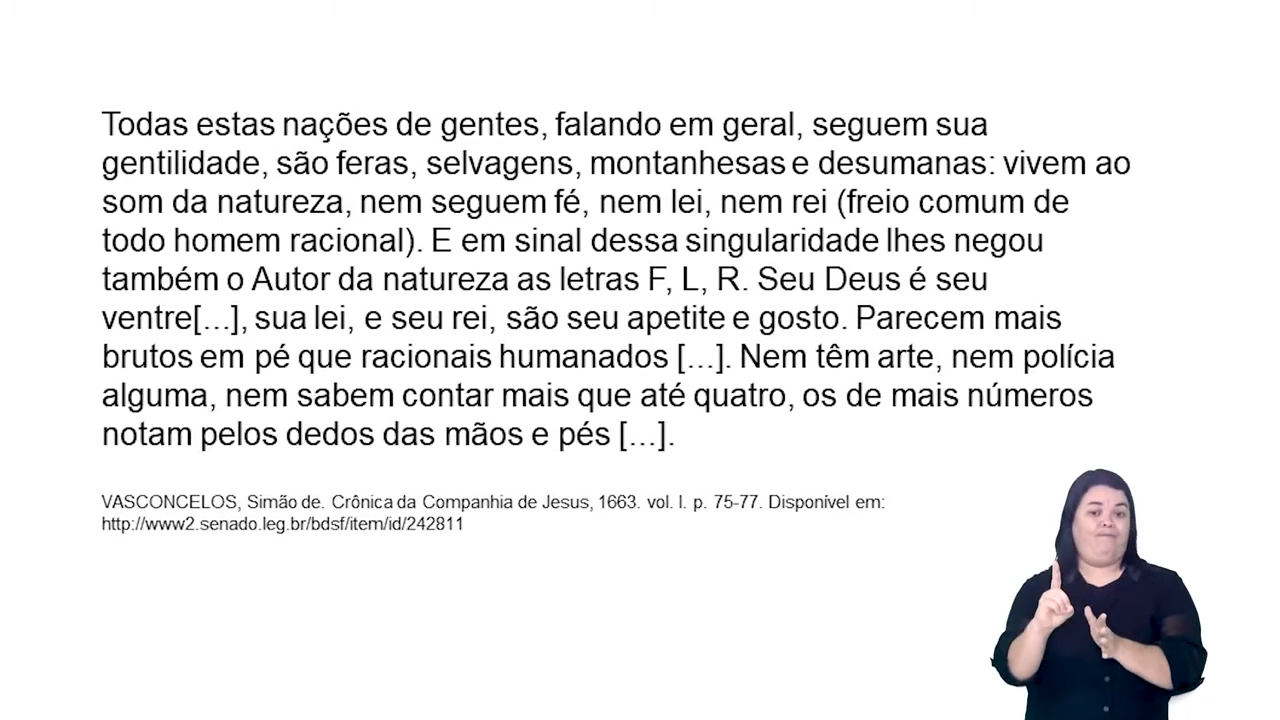 Todas estas nações de gentes, falando em geral, seguem sua
gentilidade, são feras, selvagens, montanhesas e desumanas: vivem ao
som da natureza, nem seguem fé, nem lei, nem rei (freio comum de
todo homem racional). E em sinal dessa singularidade lhes negou
também o Autor da natureza as letras F, L, R. Seu Deus é seu
ventre[...], sua lei, e seu rei, são seu apetite e gosto. Parecem mais
brutos em pé que racionais humanados [...]. Nem têm arte, nem polícia
alguma, nem sabem contar mais que até quatro, os de mais números
notam pelos dedos das mãos e pés [...].
VASCONCELOS, Simão de. Crônica da Companhia de Jesus, 1663. vol. I. p. 75-77. Disponível em:
http://www2.senado.leg.br/bdsf/item/id/242811